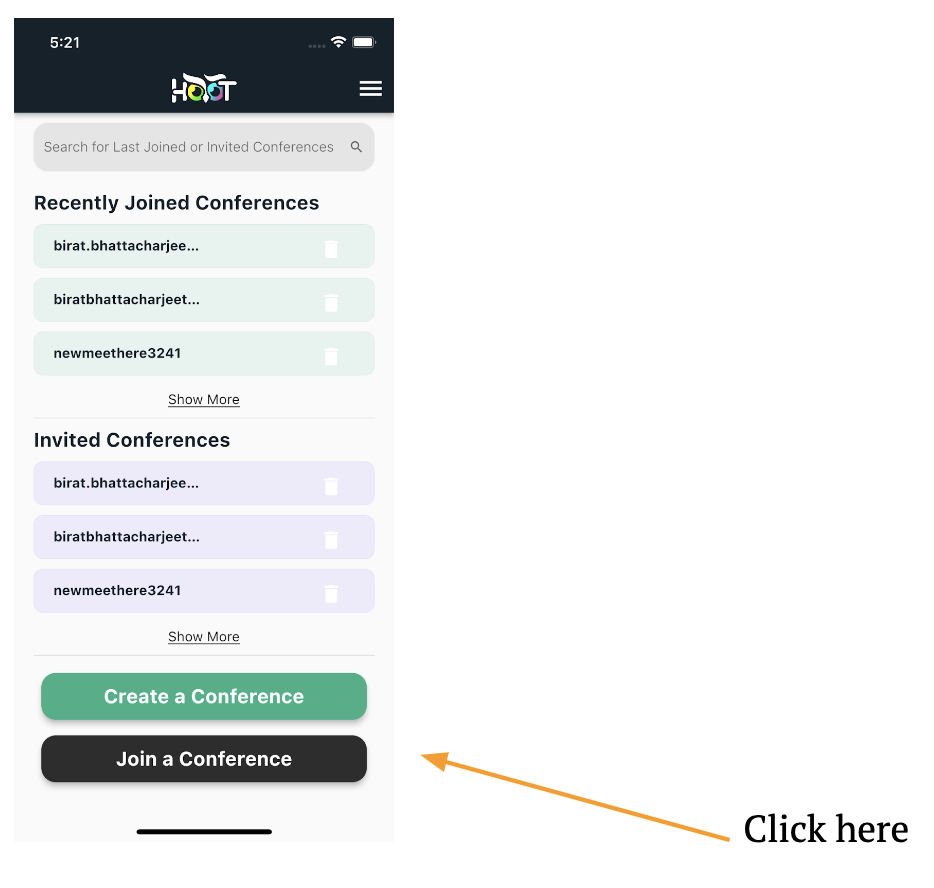 5:21
HOOT
Search for Last Joined or Invited Conferences
Recently Joined Conferences
birat.bhattacharjee...
biratbhattacharjeet...
newmeethere3241
Show More
Invited Conferences
birat.bhattacharjee...
biratbhattacharjeet...
newmeethere3241
Show More
Create a Conference
Join a Conference
Click here